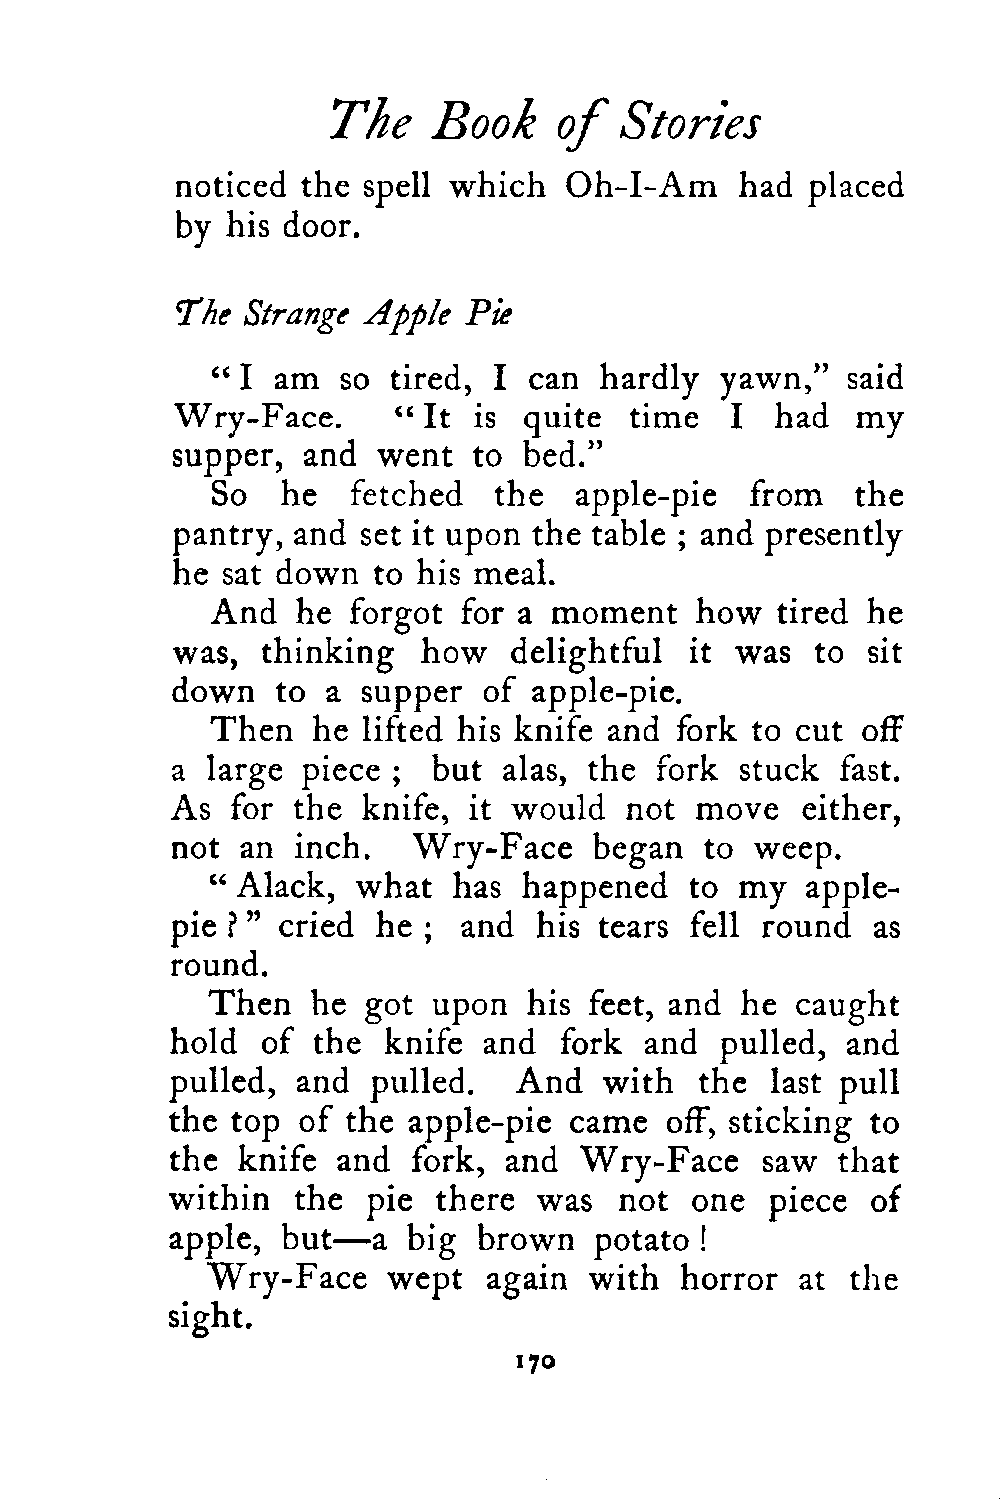 The Book of Stories
noticed the spell which Oh-I-Am had placed
by his door.
The Strange Apple Pie
“ I am so tired, I can hardly yawn,” said
Wry-Face. “ It is quite time I had my
supper, and went to bed.”
So he fetched the apple-pie from the
pantry, and set it upon the table ; and presently
he sat down to his meal.
And he forgot for a moment how tired he
was, thinking how delightful it was to sit
down to a supper of apple-pie.
Then he lifted his knife and fork to cut off
a large piece ; but alas, the fork stuck fast.
As for the knife, it would not move either,
not an inch. Wry-Face began to weep.
“ Alack, what has happened to my apple-
pie ? ” cried he ; and his tears fell round as
round.
Then he got upon his feet, and he caught
hold of the knife and fork and pulled, and
pulled, and pulled. And with the last pull
the top of the apple-pie came off, sticking to
the knife and fork, and Wry-Face saw that
within the pie there was not one piece of
apple, but—a big brown potato !
Wry-Face wept again with horror at the
sight.
170